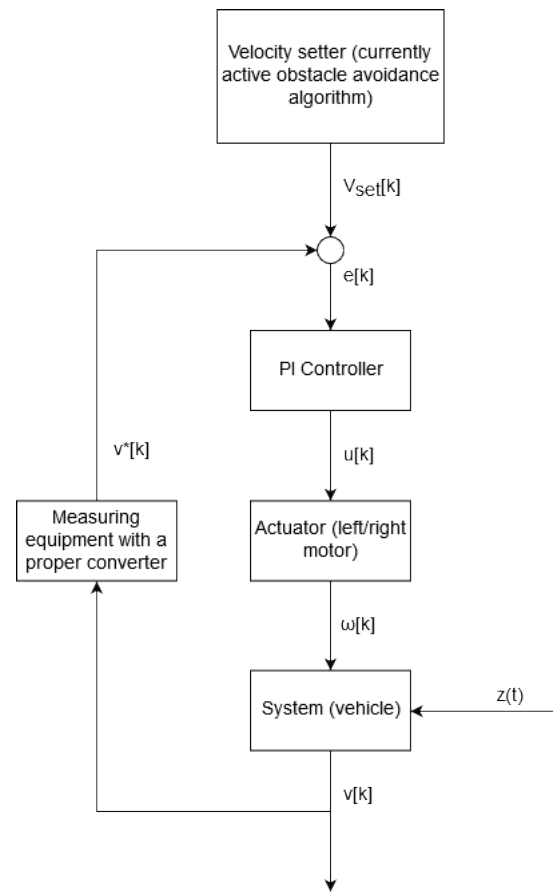 Velocity setter (currently
active obstacle avoidance
algorithm)
Vset[k]
e[k]
PI Controller
v*[k]
u[k]
Measuring
equipment with a
proper converter
Actuator (left/right
motor)
ω[k]
z(t)
System (vehicle)
v[k]